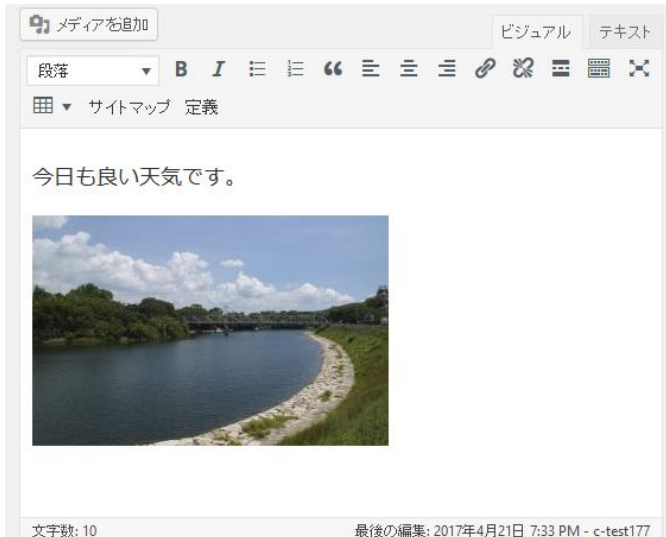 メディアを追加
ビジュアル テキスト
段落 B I
サイトマップ 定義
今日も良い天気です。
文字数: 10 最後の編集: 2017年4月21日 7:33 PM - c-test177